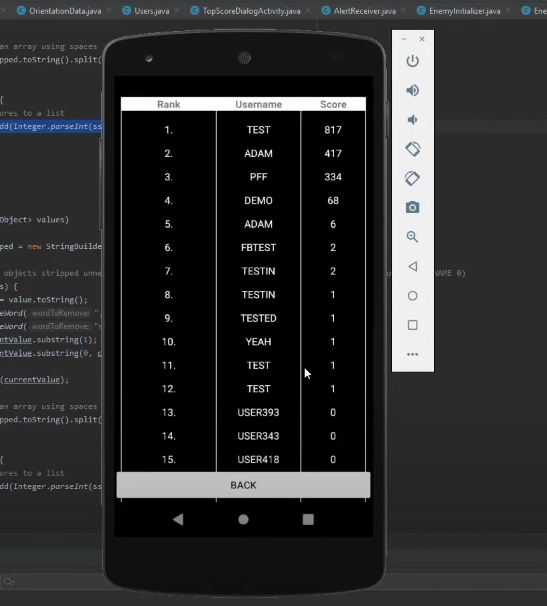 OrientationData.java Users.java TopScoreDialogActivity.java AlertReceiver.java EnemyInitializer.java
an array using spaces
pped.toString().split(
{
ores to a list
dd(Integer.parseInt(ss
Object> values)
ped = new StringBuilde
objects stripped unne NAME 0)
s) {
= value.toString();
eWord( wordToRemove: ",
eWord( wordToRemove: "n
ntValue.substring(1);
ntValue.substring(0, c
(currentValue);
an array using spaces
pped.toString().split(
{
ores to a list
dd(Integer.parseInt(ss
Rank Username Score
1. TEST 817
2. ADAM 417
3. PFF 334
4. DEMO 68
5. ADAM 6
6. FBTEST 2
7. TESTIN 2
8. TESTIN 1
9. TESTED 1
10. YEAH 1
11. TEST 1
12. TEST 1
13. USER393 0
14. USER343 0
15. USER418 0
BACK